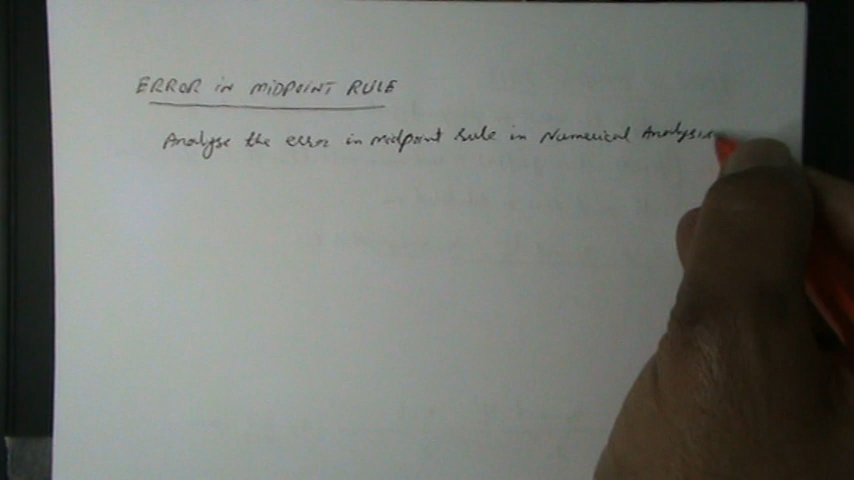 ERROR IN MIDPOINT RULE
Analyse the error in midpoint rule in Numerical Analysis